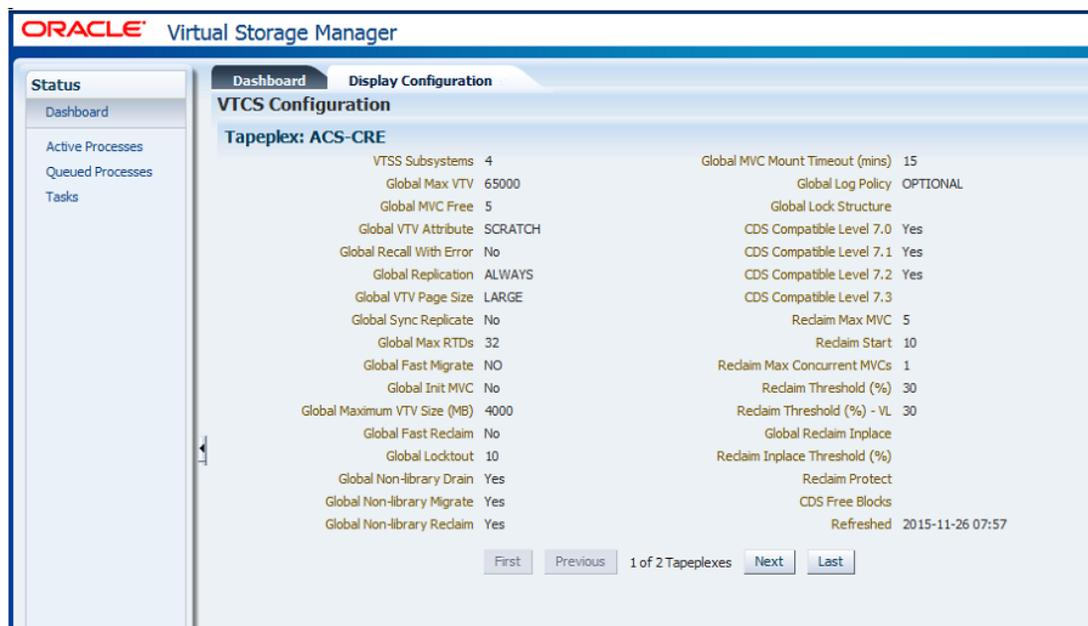 ORACLE Virtual Storage Manager
Status
Dashboard
Active Processes
Queued Processes
Tasks
Dashboard Display Configuration
VTCS Configuration
Tapeplex: ACS-CRE
VTSS Subsystems 4
Global Max VTV 65000
Global MVC Free 5
Global VTV Attribute SCRATCH
Global Recall With Error No
Global Replication ALWAYS
Global VTV Page Size LARGE
Global Sync Replicate No
Global Max RTDs 32
Global Fast Migrate NO
Global Init MVC No
Global Maximum VTV Size (MB) 4000
Global Fast Reclaim No
Global Locktout 10
Global Non-library Drain Yes
Global Non-library Migrate Yes
Global Non-library Reclaim Yes
Global MVC Mount Timeout (mins) 15
Global Log Policy OPTIONAL
Global Lock Structure
CDS Compatible Level 7.0 Yes
CDS Compatible Level 7.1 Yes
CDS Compatible Level 7.2 Yes
CDS Compatible Level 7.3
Reclaim Max MVC 5
Reclaim Start 10
Reclaim Max Concurrent MVCs 1
Reclaim Threshold (%) 30
Reclaim Threshold (%) - VL 30
Global Reclaim Inplace
Reclaim Inplace Threshold (%)
Reclaim Protect
CDS Free Blocks
Refreshed 2015-11-26 07:57
First Previous 1 of 2 Tapeplexes Next Last